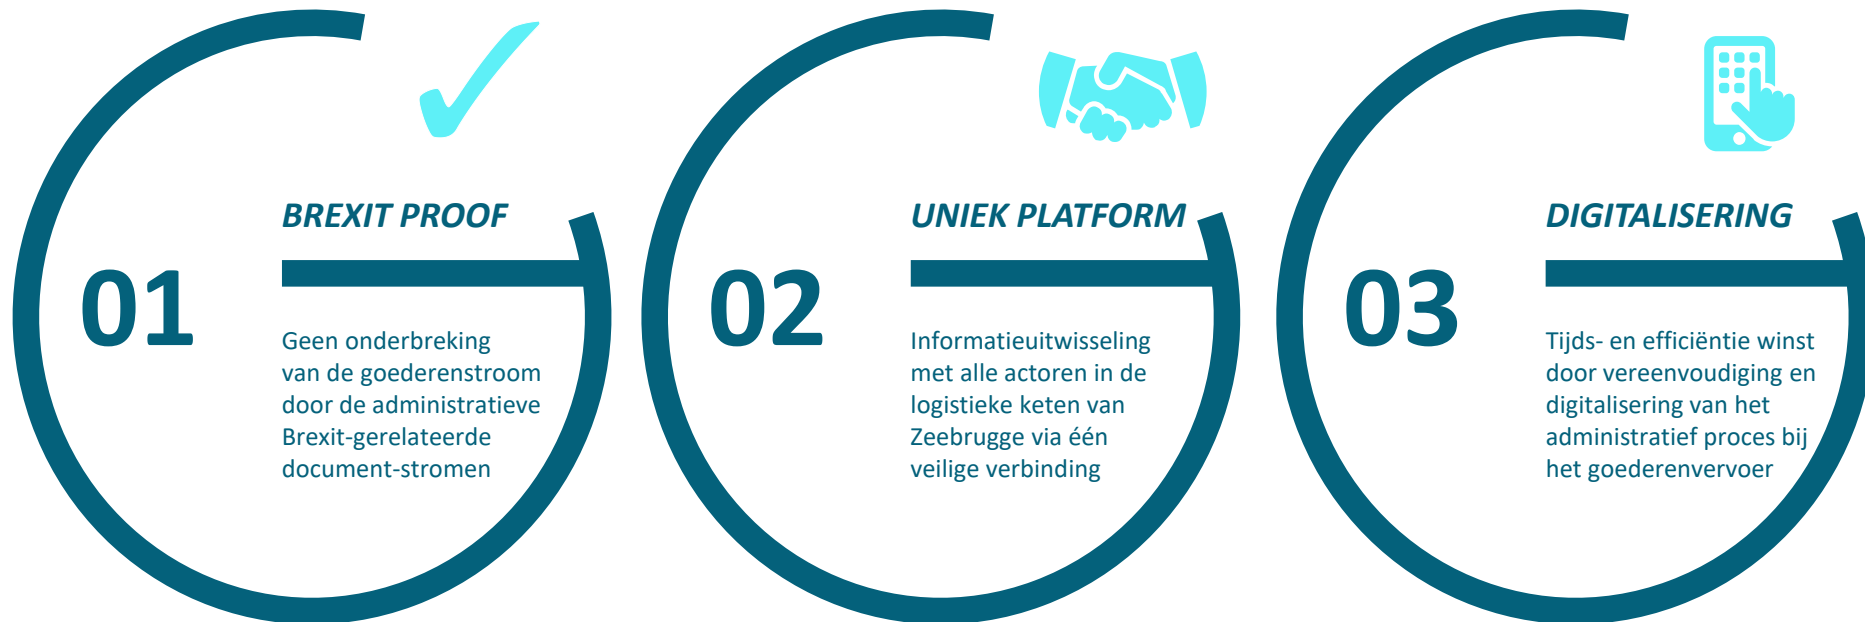 01
BREXIT PROOF
Geen onderbreking
van de goederenstroom
door de administratieve
Brexit-gerelateerde
document-stromen
02
UNIEK PLATFORM
Informatieuitwisseling
met alle actoren in de
logistieke keten van
Zeebrugge via één
veilige verbinding
03
DIGITALISERING
Tijds- en efficiëntie winst
door vereenvoudiging en
digitalisering van het
administratief proces bij
het goederenvervoer